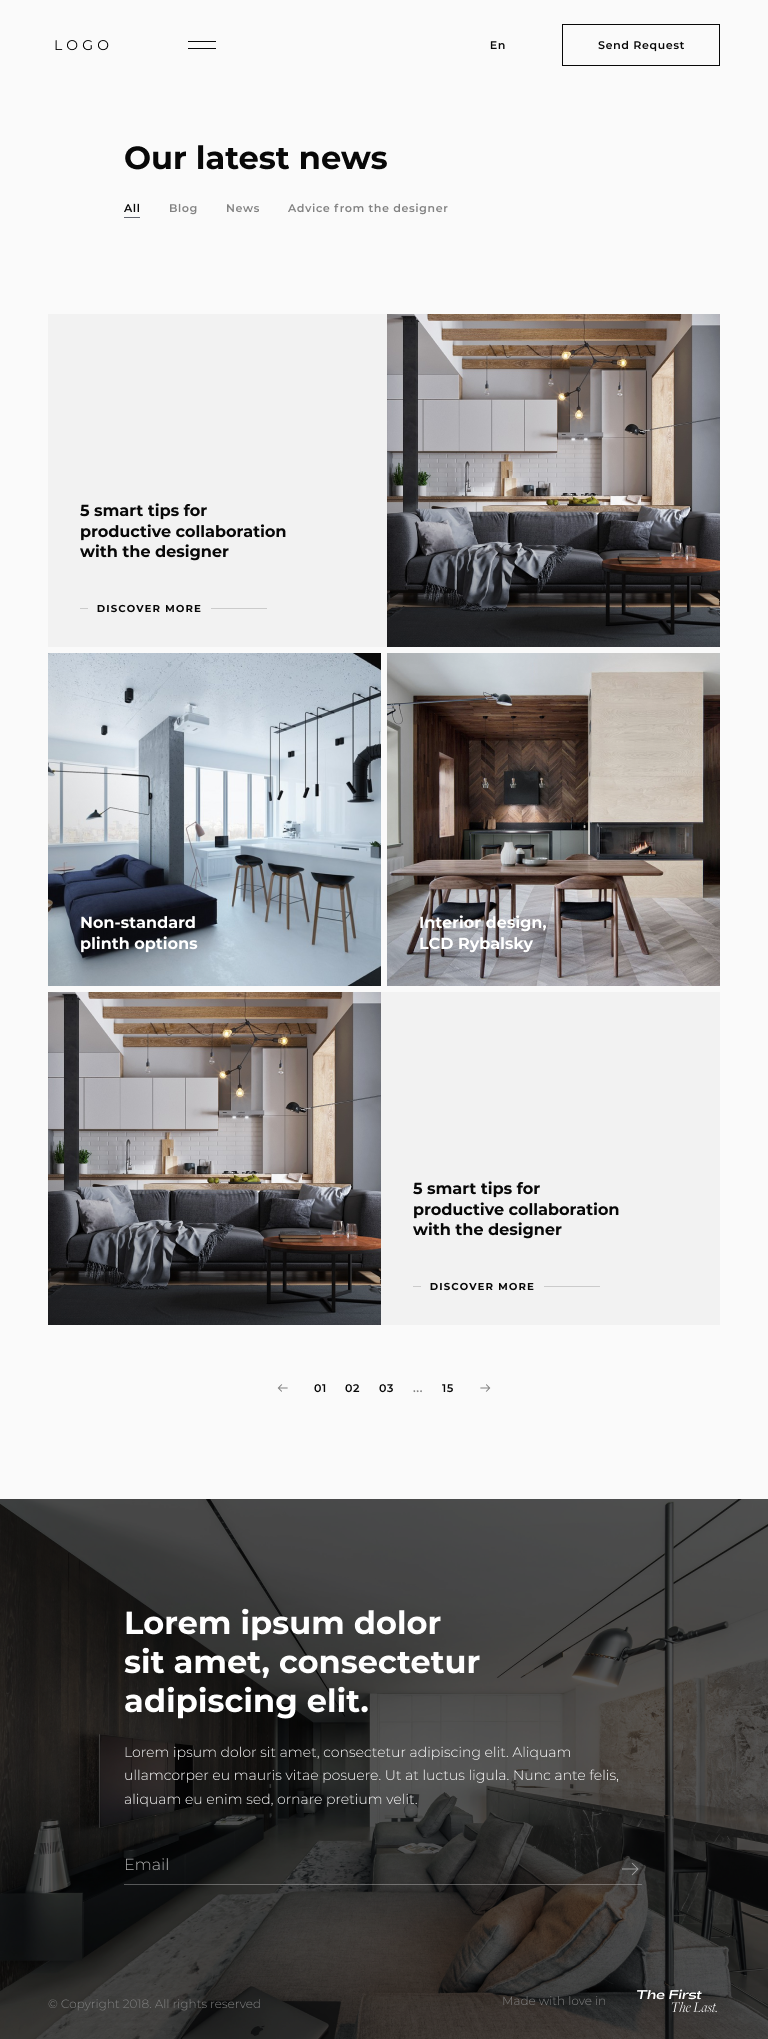 LOGO
En
Send Request
Our latest news
All
Blog
News
Advice from the designer
5 smart tips for
productive collaboration
with the designer
DISCOVER MORE
Non-standard
plinth options
Interior design,
LCD Rybalsky
5 smart tips for
productive collaboration
with the designer
DISCOVER MORE
01 02 03 ... 15
Lorem ipsum dolor
sit amet, consectetur
adipiscing elit.
Lorem ipsum dolor sit amet, consectetur adipiscing elit. Aliquam
ullamcorper eu mauris vitae posuere. Ut at luctus ligula. Nunc ante felis,
aliquam eu enim sed, ornare pretium velit.
Email
© Copyright 2018. All rights reserved
Made with love in
The First
The Last.